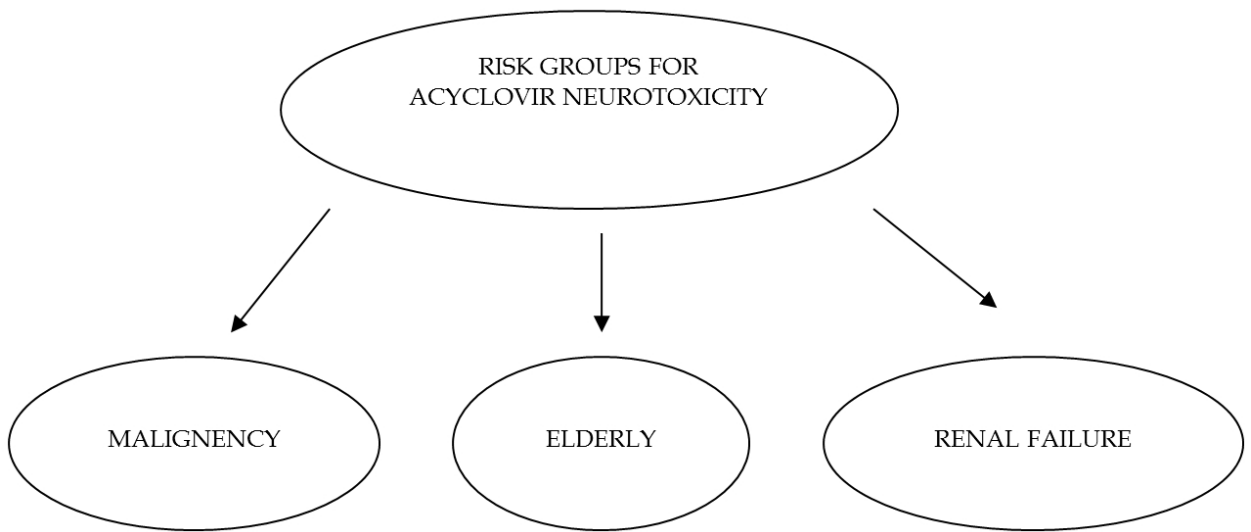 RISK GROUPS FOR
ACYCLOVIR NEUROTOXICITY
MALIGNENCY
ELDERLY
RENAL FAILURE